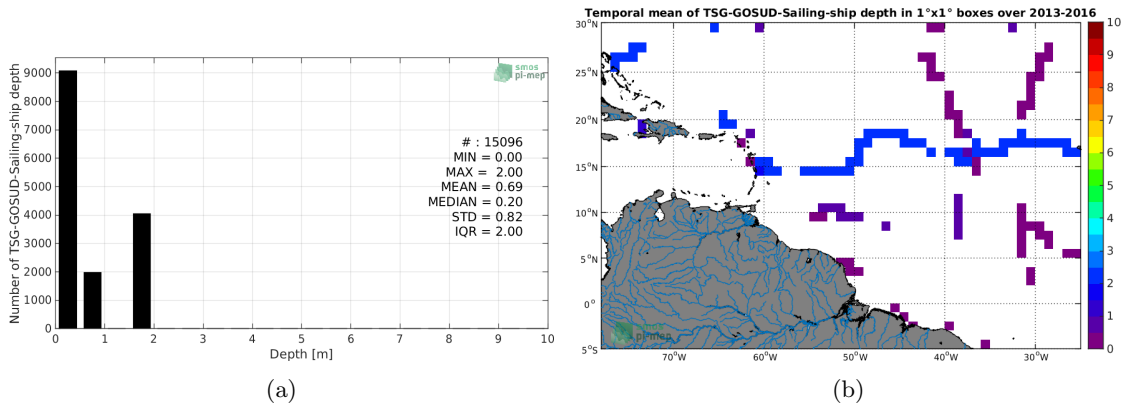 Number of TSG-GOSUD-Sailing-ship depth
9000
8000
7000
6000
5000
4000
3000
2000
1000
0
0 1 2 3 4 5 6 7 8 9 10
Depth [m]
smos
pi-mep
# : 15096
MIN = 0.00
MAX = 2.00
MEAN = 0.69
MEDIAN = 0.20
STD = 0.82
IQR = 2.00
(a)
Temporal mean of TSG-GOSUD-Sailing-ship depth in 1°x1° boxes over 2013-2016
30°N
25°N
20°N
15°N
10°N
5°N
0°
5°S
70°W 60°W 50°W 40°W 30°W
smos
pi-mep
10
9
8
7
6
5
4
3
2
1
0
(b)